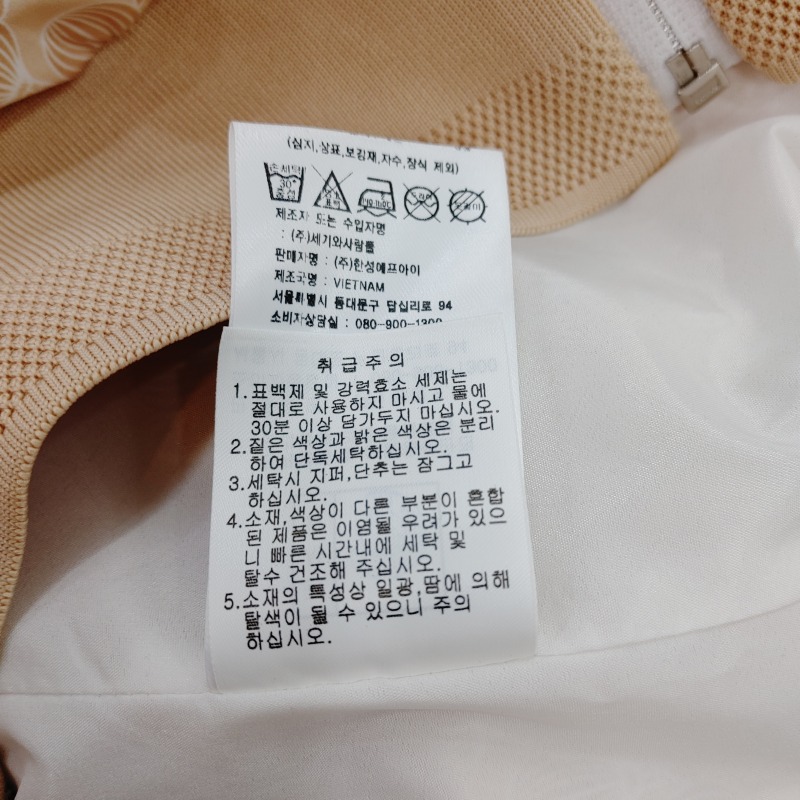 (심지,상표,보강재,자수,장식 제외)
손세탁
30°
중성
제조자 또는 수입자명
: (주)세기와사람들
판매자명 : (주)한성에프아이
제조국명 : VIETNAM
서울특별시 동대문구 답십리로 94
소비자상담실 : 080-900-1300
취급주의
1.표백제 및 강력효소 세제는
절대로 사용하지 마시고 물에
30분 이상 담가두지 마십시오.
2.짙은 색상과 밝은 색상은 분리
하여 단독세탁하십시오.
3.세탁시 지퍼,단추는 잠그고
하십시오.
4.소재,색상이 다른 부분이 혼합
된 제품은 이염될 우려가 있으
니 빠른 시간내에 세탁 및
탈수 건조해 주십시오.
5.소재의 특성상 일광,땀에 의해
탈색이 될 수 있으니 주의
하십시오.